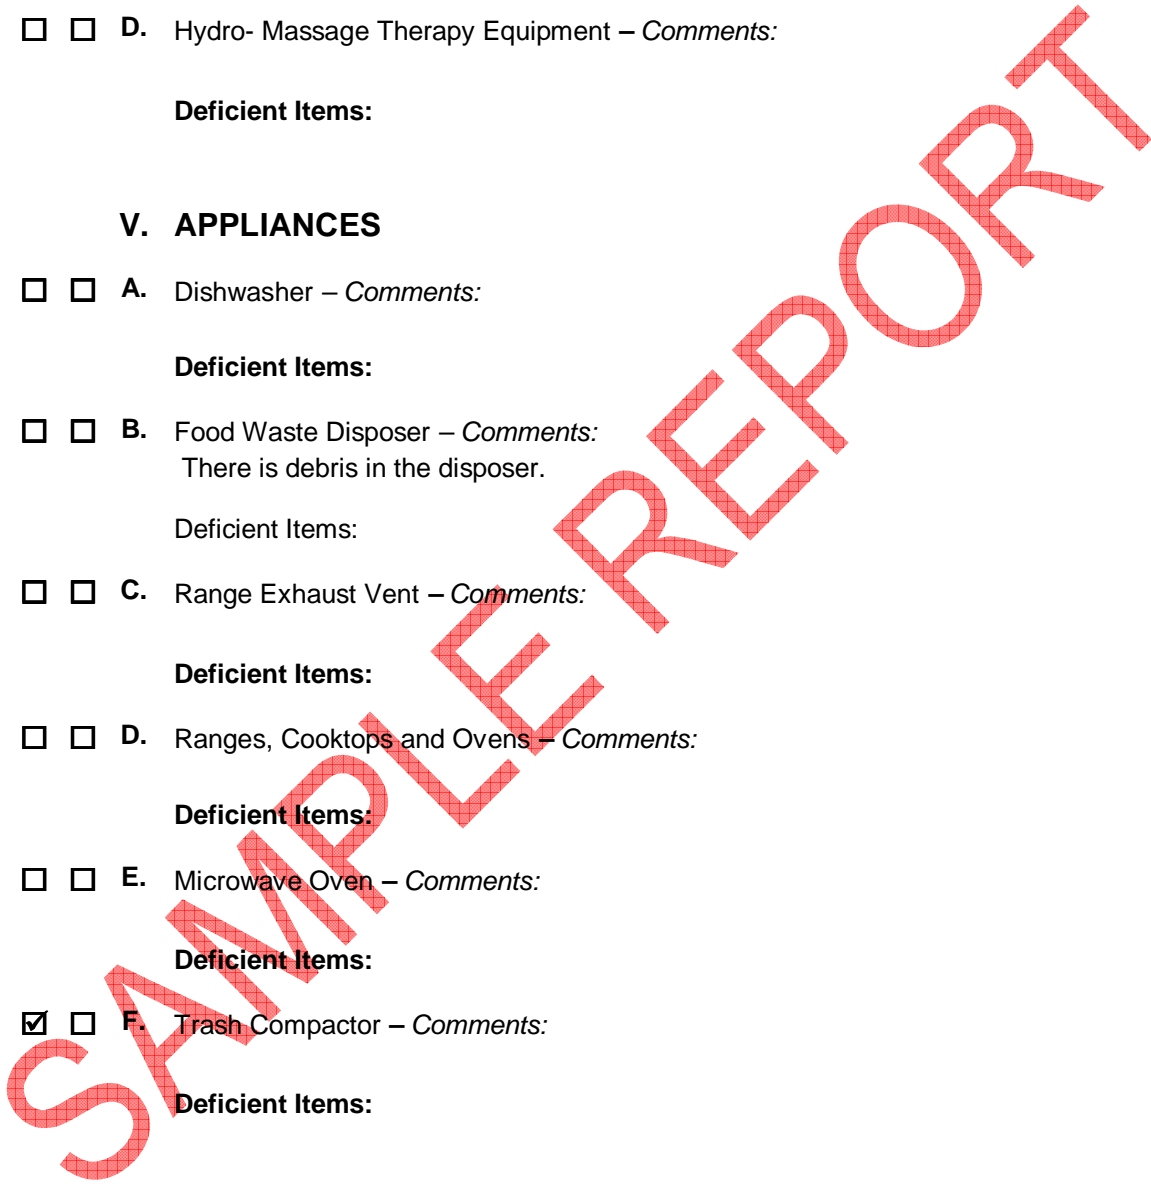 ☐ ☐ D. Hydro- Massage Therapy Equipment – Comments:
Deficient Items:
V. APPLIANCES
☐ ☐ A. Dishwasher – Comments:
Deficient Items:
☐ ☐ B. Food Waste Disposer – Comments:
There is debris in the disposer.
Deficient Items:
☐ ☐ C. Range Exhaust Vent – Comments:
Deficient Items:
☐ ☐ D. Ranges, Cooktops and Ovens – Comments:
Deficient Items:
☐ ☐ E. Microwave Oven – Comments:
Deficient Items:
☑ ☐ F. Trash Compactor – Comments:
Deficient Items:
SAMPLE REPORT